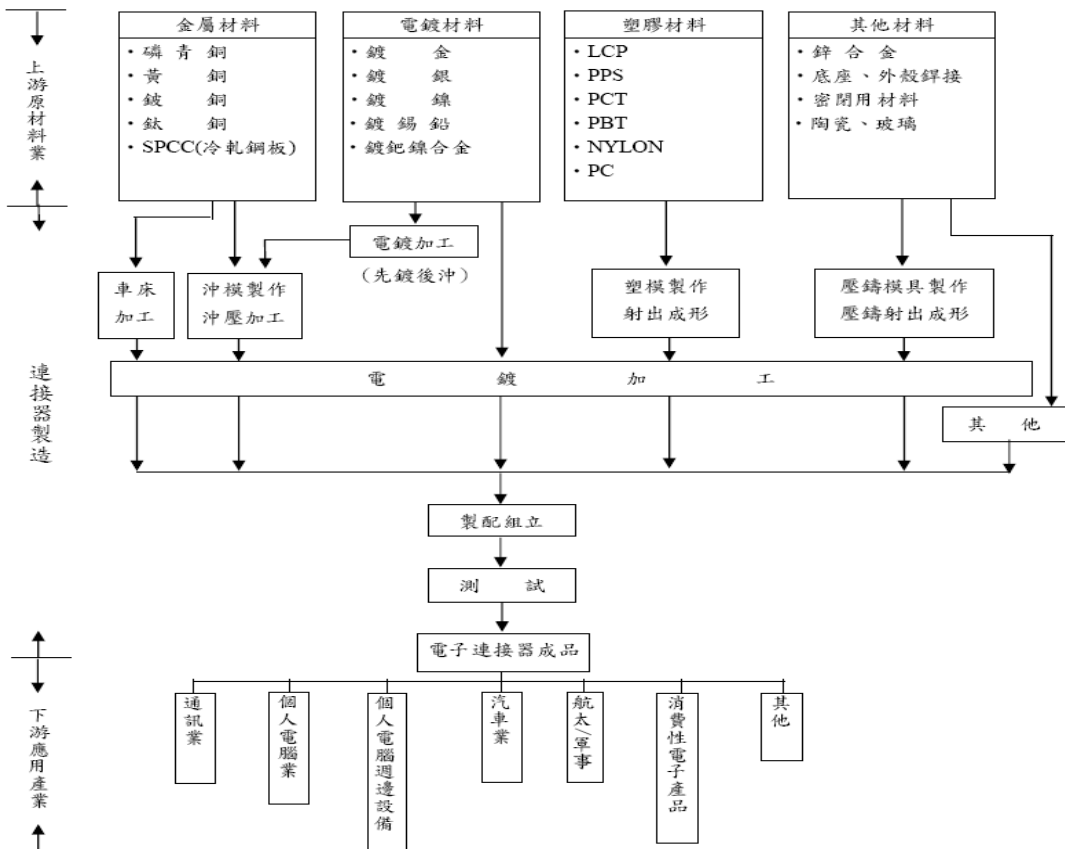 上游原材料業
金屬材料
・磷青銅
・黃銅
・鈹銅
・鈦銅
・SPCC(冷軋鋼板)
電鍍材料
・鍍金
・鍍銀
・鍍鎳
・鍍錫鉛
・鍍鈀鎳合金
塑膠材料
・LCP
・PPS
・PCT
・PBT
・NYLON
・PC
其他材料
・鋅合金
・底座、外殼銲接
・密閉用材料
・陶瓷、玻璃
連接器製造
電鍍加工
(先鍍後沖)
車床
加工
沖模製作
沖壓加工
塑模製作
射出成形
壓鑄模具製作
壓鑄射出成形
電鍍加工
其他
製配組立
測試
電子連接器成品
下游應用產業
通訊業
個人電腦業
個人電腦週邊設備
汽車業
航太/軍事
消費性電子產品
其他